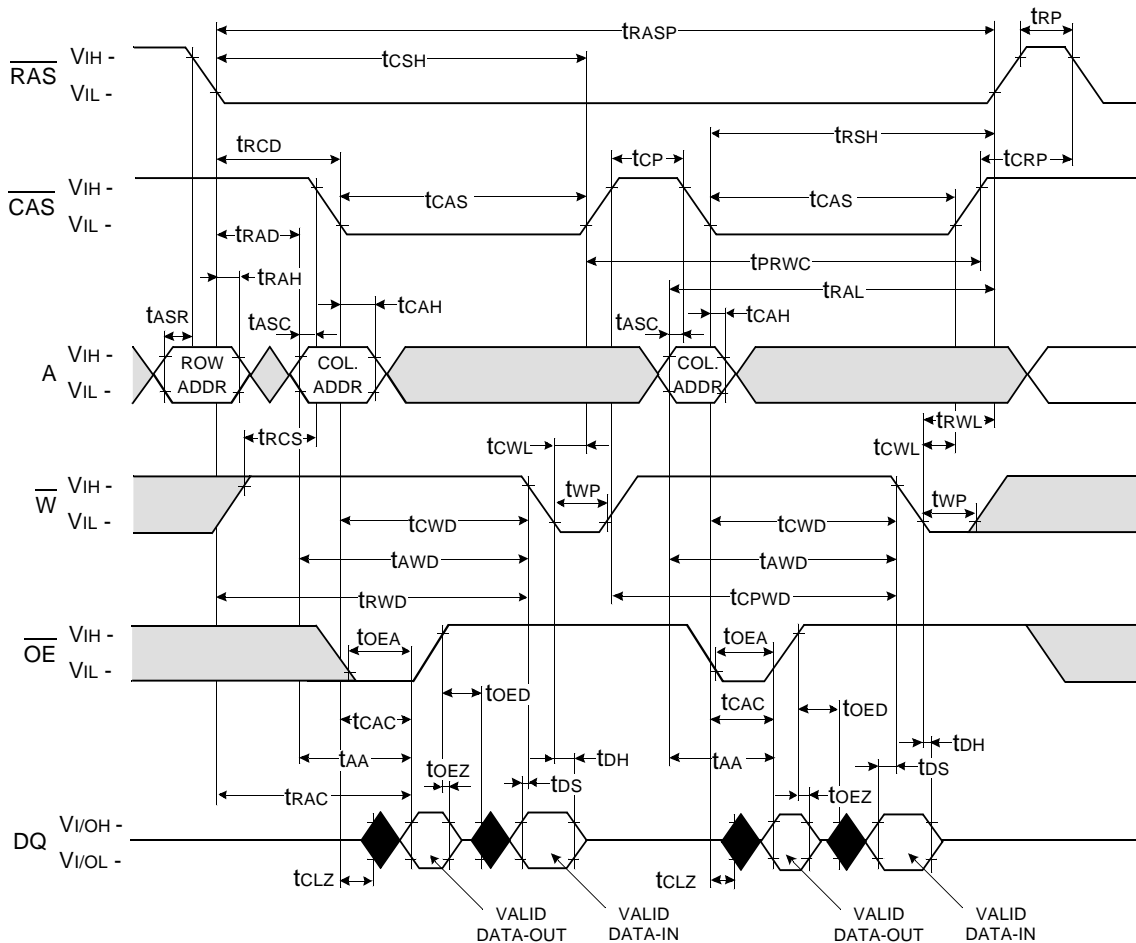 tRP
tRASP
tCSH
RAS
VIH -
VIL -
tRCD
tRSH
tCP
tCRP
CAS
VIH -
VIL -
tCAS
tCAS
tRAD
tPRWC
tRAH
tRAL
tASR
tASC
tCAH
tASC
tCAH
A
VIH -
VIL -
ROW
ADDR
COL.
ADDR
COL.
ADDR
tRWL
tRCS
tCWL
tCWL
W
VIH -
VIL -
tWP
tWP
tCWD
tCWD
tAWD
tAWD
tRWD
tCPWD
OE
VIH -
VIL -
tOEA
tOEA
tCAC
tOED
tCAC
tOED
tAA
tDH
tAA
tDH
tOEZ
tDS
tOEZ
tDS
tRAC
DQ
VI/OH -
VI/OL -
tCLZ
tCLZ
VALID
DATA-OUT
VALID
DATA-IN
VALID
DATA-OUT
VALID
DATA-IN